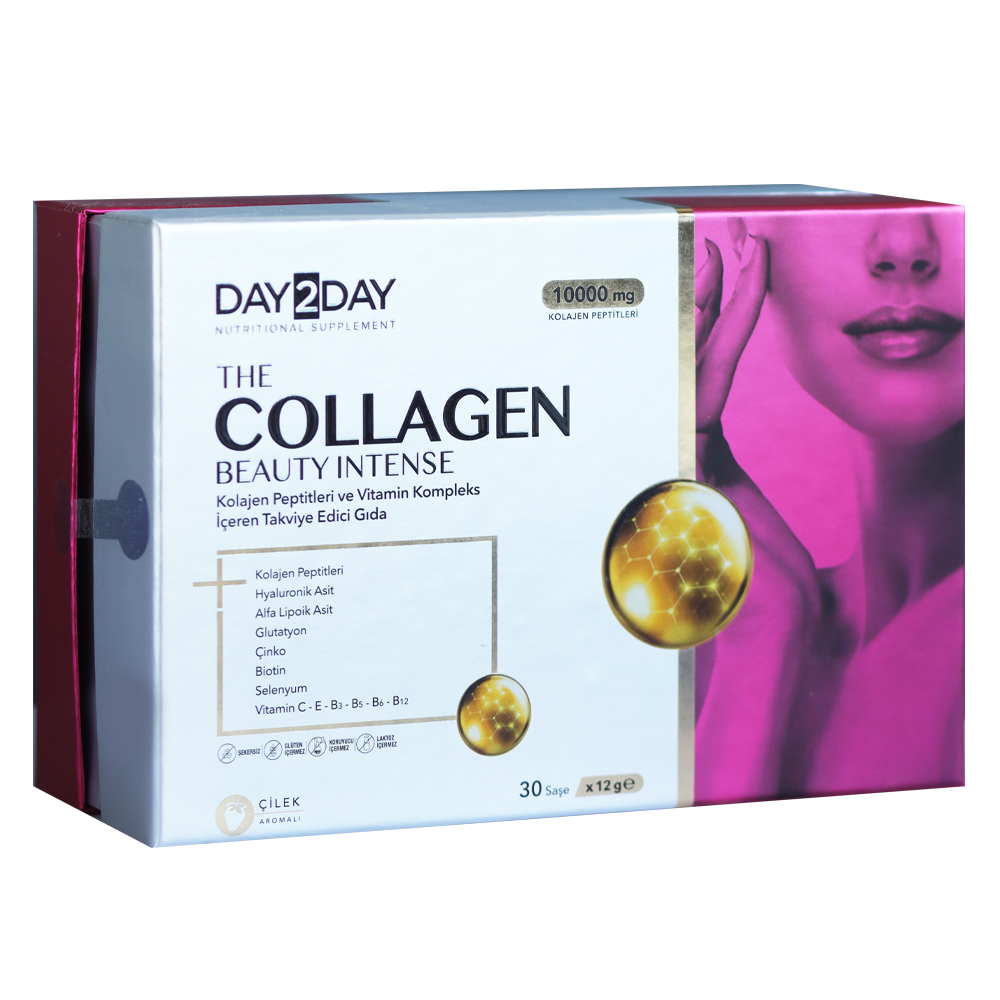 DAY2DAY
NUTRITIONAL SUPPLEMENT
10000 mg
KOLAJEN PEPTİTLERİ
THE
COLLAGEN
BEAUTY INTENSE
Kolajen Peptitleri ve Vitamin Kompleks
İçeren Takviye Edici Gıda
Kolajen Peptitleri
Hyaluronik Asit
Alfa Lipoik Asit
Glutatyon
Çinko
Biotin
Selenyum
Vitamin C - E - B3 - B5 - B6 - B12
ŞEKERSİZ
GLÜTEN
İÇERMEZ
KORUYUCU
İÇERMEZ
LAKTOZ
İÇERMEZ
30 Saşe x 12 g e
ÇİLEK
AROMALI